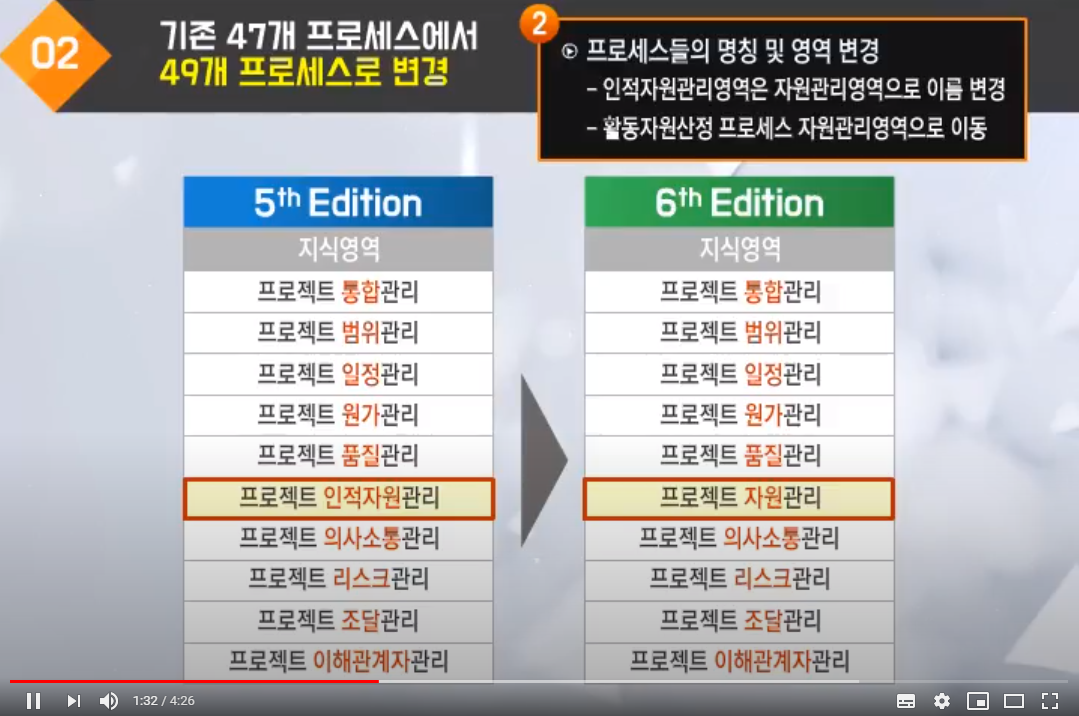 02
기존 47개 프로세스에서
49개 프로세스로 변경
2
프로세스들의 명칭 및 영역 변경
- 인적자원관리영역은 자원관리영역으로 이름 변경
- 활동자원산정 프로세스 자원관리영역으로 이동
5th Edition
지식영역
프로젝트 통합관리
프로젝트 범위관리
프로젝트 일정관리
프로젝트 원가관리
프로젝트 품질관리
프로젝트 인적자원관리
프로젝트 의사소통관리
프로젝트 리스크관리
프로젝트 조달관리
프로젝트 이해관계자관리
6th Edition
지식영역
프로젝트 통합관리
프로젝트 범위관리
프로젝트 일정관리
프로젝트 원가관리
프로젝트 품질관리
프로젝트 자원관리
프로젝트 의사소통관리
프로젝트 리스크관리
프로젝트 조달관리
프로젝트 이해관계자관리
1:32 / 4:26